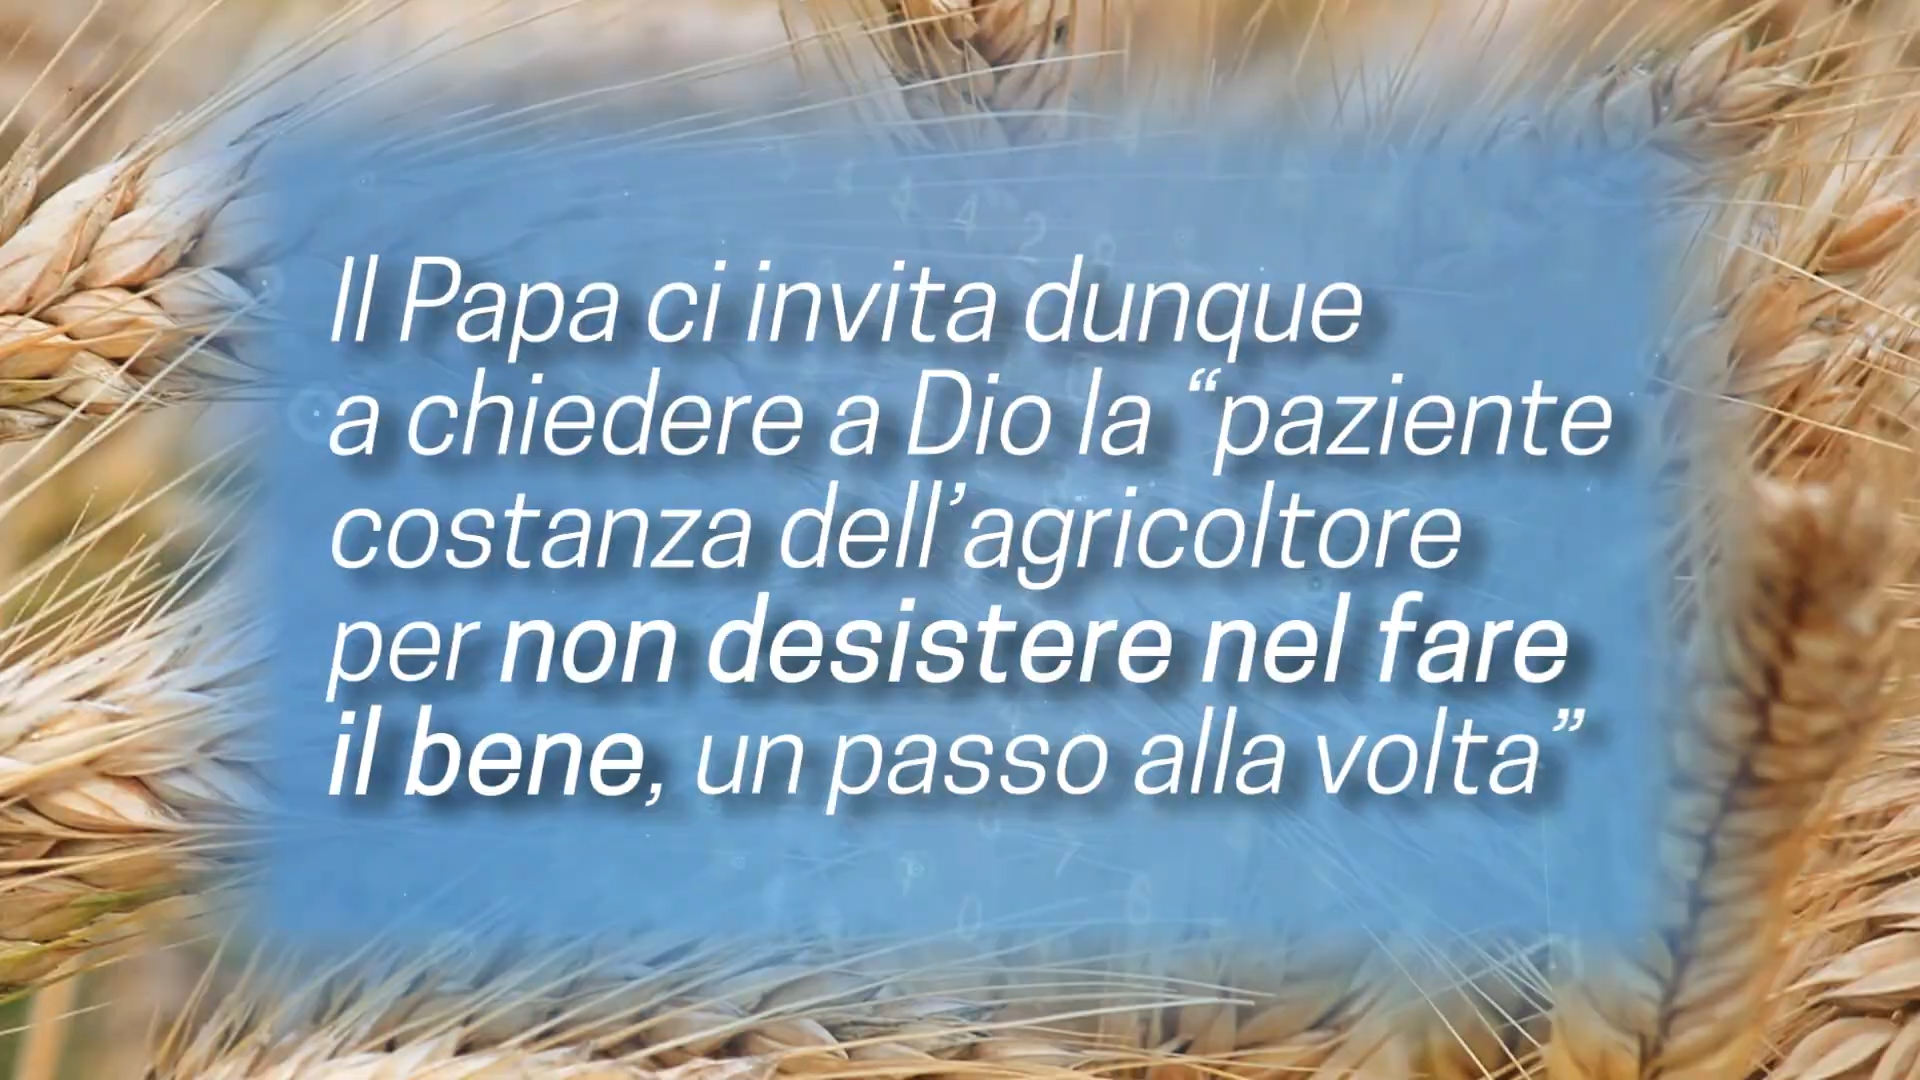 Il Papa ci invita dunque
a chiedere a Dio la “paziente
costanza dell’agricoltore
per non desistere nel fare
il bene, un passo alla volta”